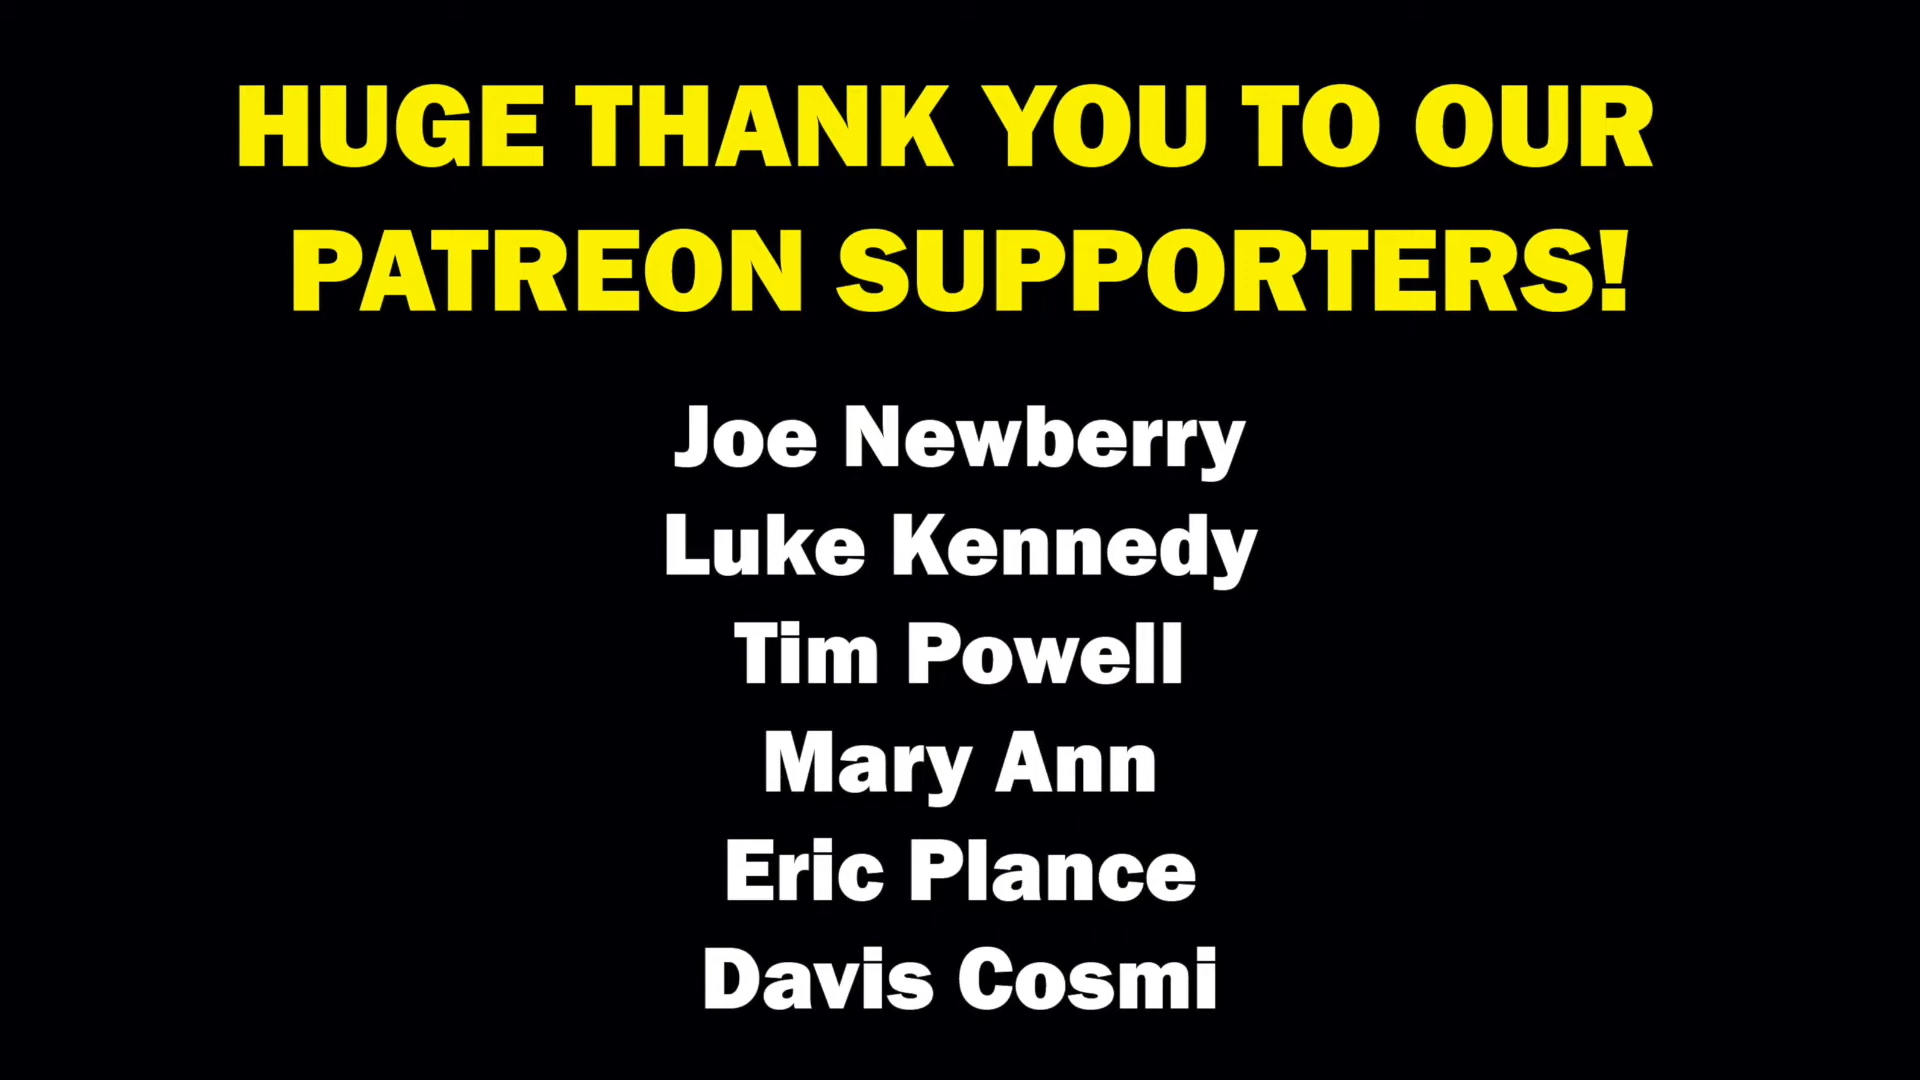 HUGE THANK YOU TO OUR
PATREON SUPPORTERS!
Joe Newberry
Luke Kennedy
Tim Powell
Mary Ann
Eric Plance
Davis Cosmi